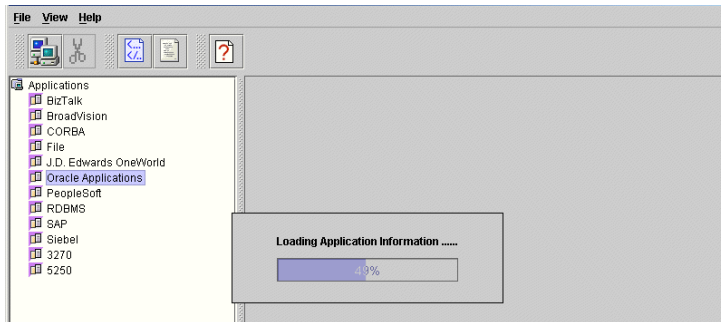 File View Help
Applications
BizTalk
BroadVision
CORBA
File
J.D. Edwards OneWorld
Oracle Applications
PeopleSoft
RDBMS
SAP
Siebel
3270
5250
Loading Application Information ......
49%